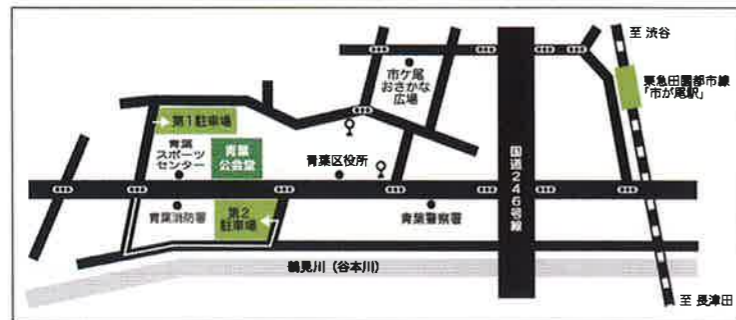 至 渋谷
東急田園都市線
「市が尾駅」
市ケ尾
おさかな
広場
第1駐車場
青葉
スポーツ
センター
青葉
公会堂
青葉区役所
国道246号線
青葉消防署
第2
駐車場
青葉警察署
鶴見川（谷本川）
至 長津田